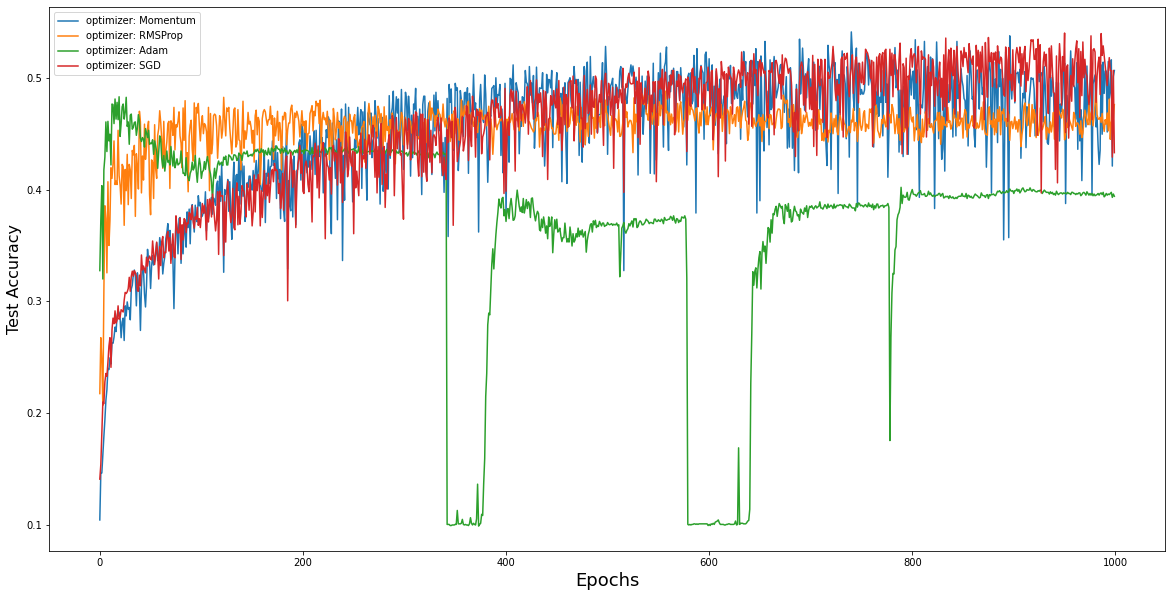 optimizer: Momentum
optimizer: RMSProp
optimizer: Adam
optimizer: SGD
Test Accuracy
0.5
0.4
0.3
0.2
0.1
0 200 400 600 800 1000
Epochs